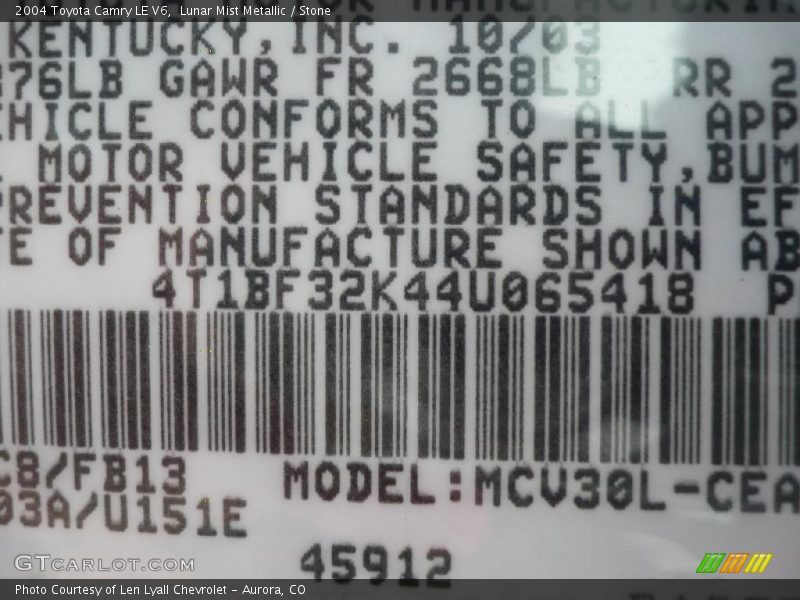 2004 Toyota Camry LE V6,  Lunar Mist Metallic / Stone
KENTUCKY,INC. 10/03
76LB GAWR FR 2668LB RR 2
HICLE CONFORMS TO ALL APP
MOTOR VEHICLE SAFETY,BUM
REVENTION STANDARDS IN EF
E OF MANUFACTURE SHOWN AB
4T1BF32K44U065418 P
C8/FB13 MODEL:MCV30L-CEA
03A/U151E
45912
GTCARLOT.COM
Photo Courtesy of Len Lyall Chevrolet - Aurora, CO